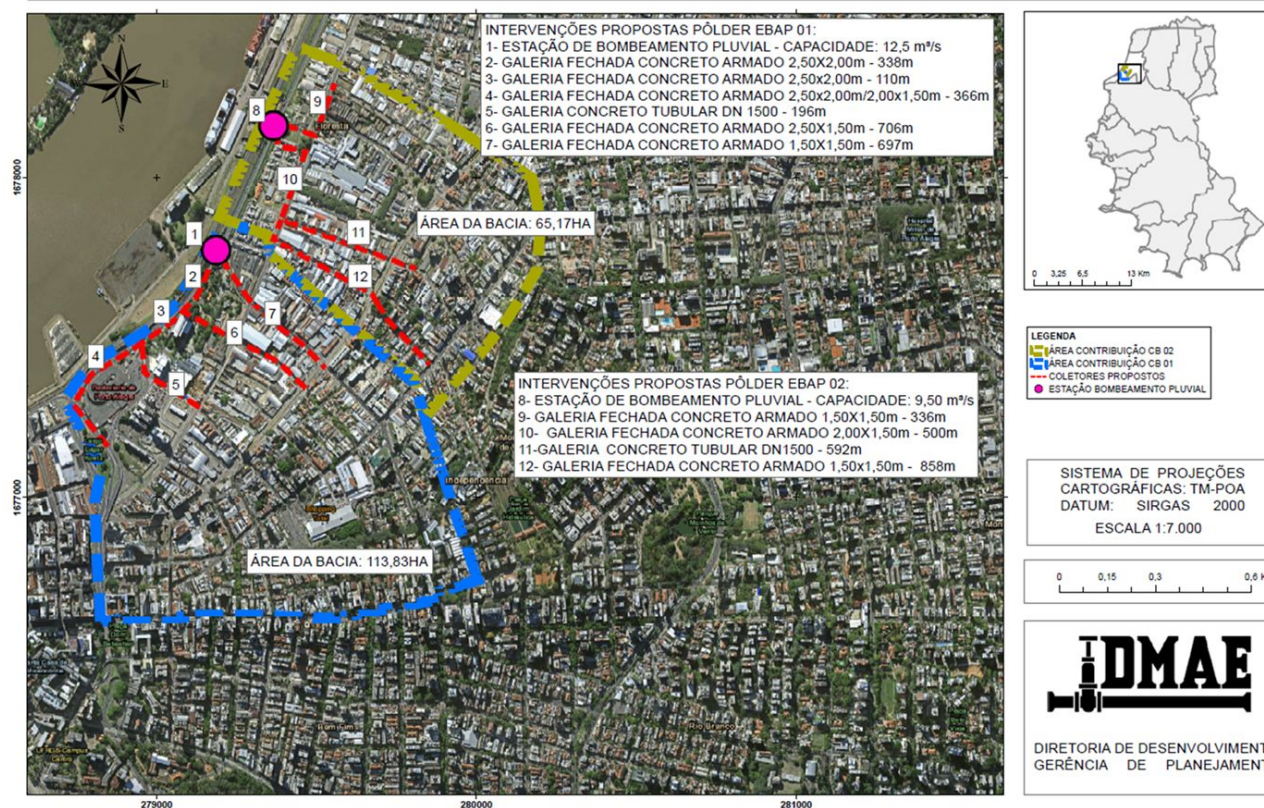 INTERVENÇÕES PROPOSTAS PÔLDER EBAP 01:
1- ESTAÇÃO DE BOMBEAMENTO PLUVIAL - CAPACIDADE: 12,5 m³/s
2- GALERIA FECHADA CONCRETO ARMADO 2,50X2,00m - 338m
3- GALERIA FECHADA CONCRETO ARMADO 2,50x2,00m - 110m
4- GALERIA FECHADA CONCRETO ARMADO 2,50x2,00m/2,00x1,50m - 366m
5- GALERIA CONCRETO TUBULAR DN 1500 - 196m
6- GALERIA FECHADA CONCRETO ARMADO 2,50X1,50m - 706m
7- GALERIA FECHADA CONCRETO ARMADO 1,50X1,50m - 697m
N
E
S
8
9
Floresta
10
ÁREA DA BACIA: 65,17HA
11
1
12
2
3
7
6
4
5
INTERVENÇÕES PROPOSTAS PÔLDER EBAP 02:
8- ESTAÇÃO DE BOMBEAMENTO PLUVIAL - CAPACIDADE: 9,50 m³/s
9- GALERIA FECHADA CONCRETO ARMADO 1,50X1,50m - 336m
10- GALERIA FECHADA CONCRETO ARMADO 2,00X1,50m - 500m
11-GALERIA CONCRETO TUBULAR DN1500 - 592m
12- GALERIA FECHADA CONCRETO ARMADO 1,50x1,50m - 858m
Independencia
ÁREA DA BACIA: 113,83HA
Bom Fim
Rio Branco
1678000
1677000
279000
280000
281000
0 3,25 6,5 13 Km
LEGENDA
ÁREA CONTRIBUIÇÃO CB 02
ÁREA CONTRIBUIÇÃO CB 01
COLETORES PROPOSTOS
ESTAÇÃO BOMBEAMENTO PLUVIAL
SISTEMA DE PROJEÇÕES
CARTOGRÁFICAS: TM-POA
DATUM: SIRGAS 2000
ESCALA 1:7.000
0 0,15 0,3 0,6 K
DMAE
DIRETORIA DE DESENVOLVIMENT
GERÊNCIA DE PLANEJAMENT